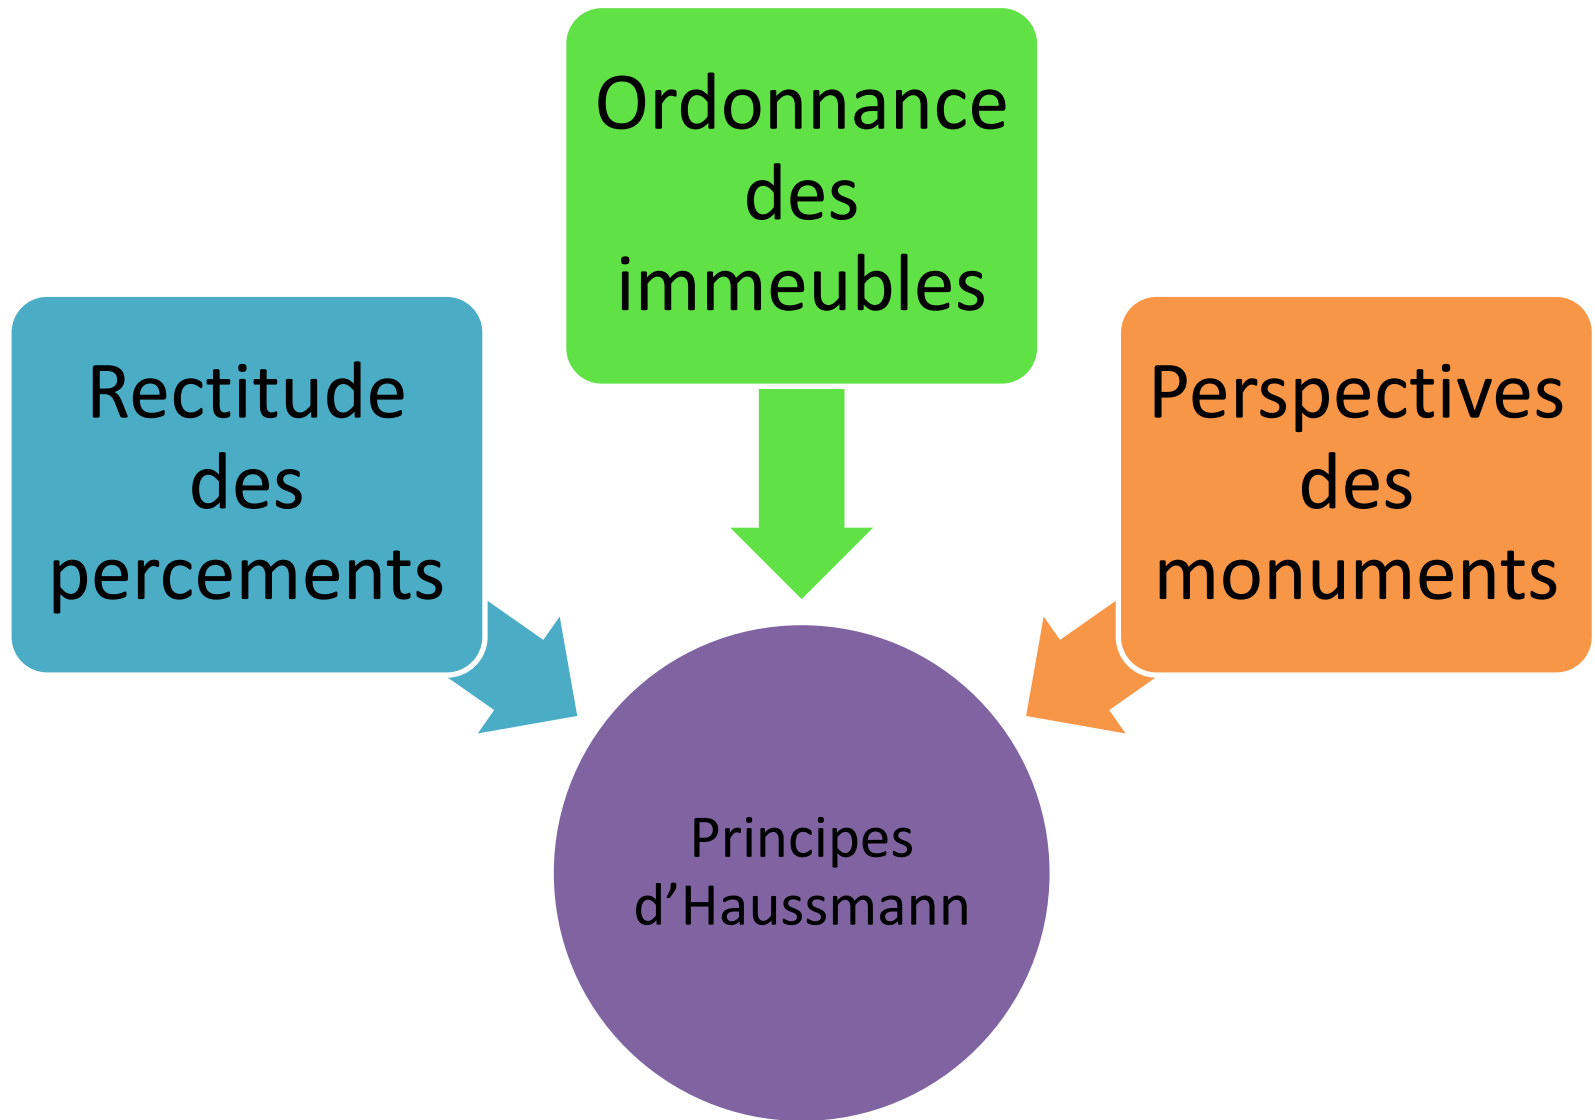 Ordonnance
des
immeubles
Rectitude
des
percements
Perspectives
des
monuments
Principes
d’Haussmann